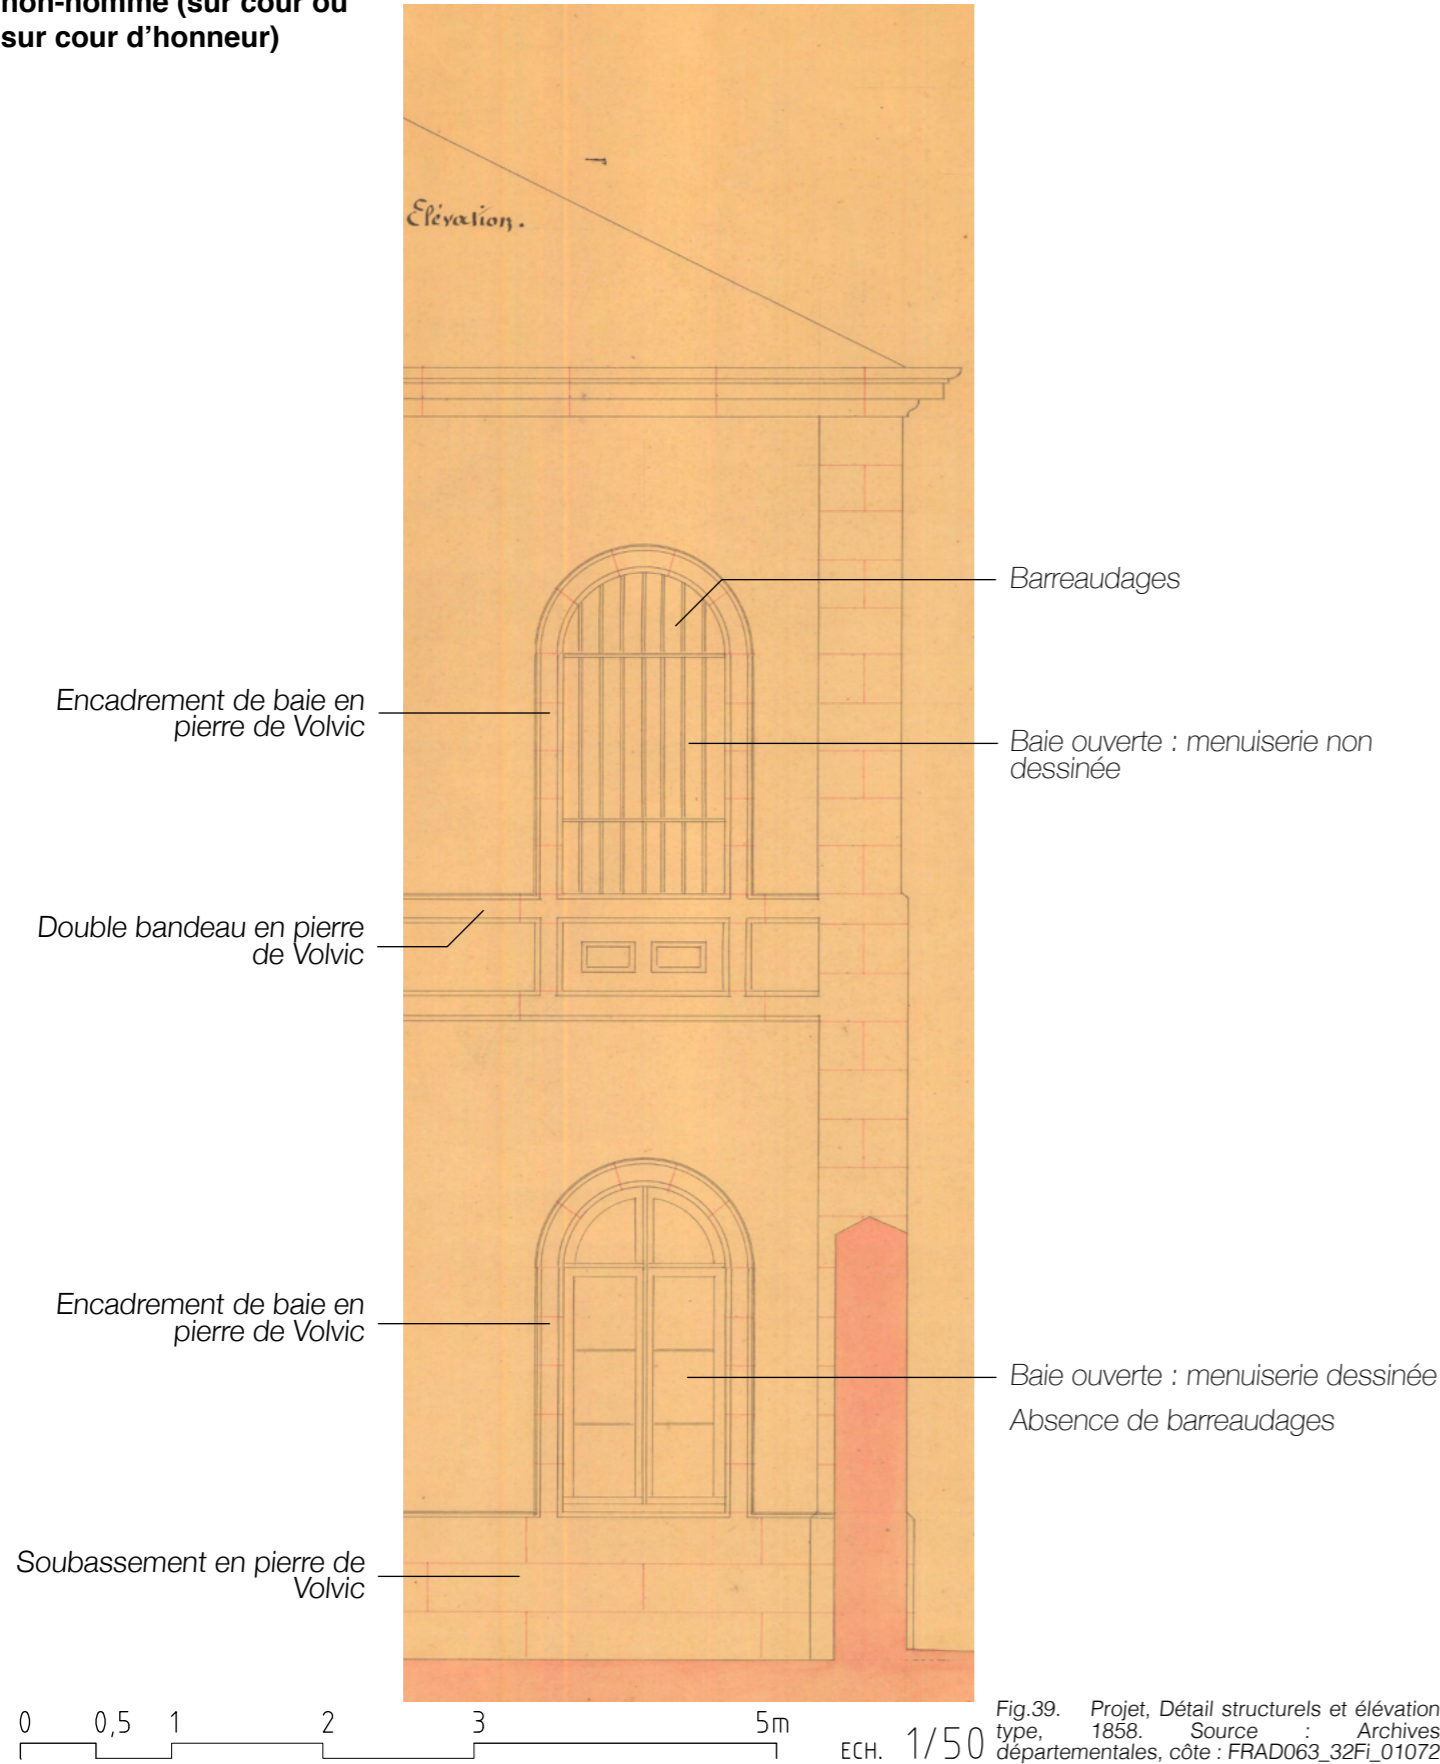 non-nommé (sur cour ou
sur cour d'honneur)
Elévation.
Barreaudages
Encadrement de baie en
pierre de Volvic
Baie ouverte : menuiserie non
dessinée
Double bandeau en pierre
de Volvic
Encadrement de baie en
pierre de Volvic
Baie ouverte : menuiserie dessinée
Absence de barreaudages
Soubassement en pierre de
Volvic
0 0,5 1 2 3 5m
ECH. 1/50
Fig.39. Projet, Détail structurels et élévation
type, 1858. Source : Archives
départementales, côte : FRAD063_32Fi_01072